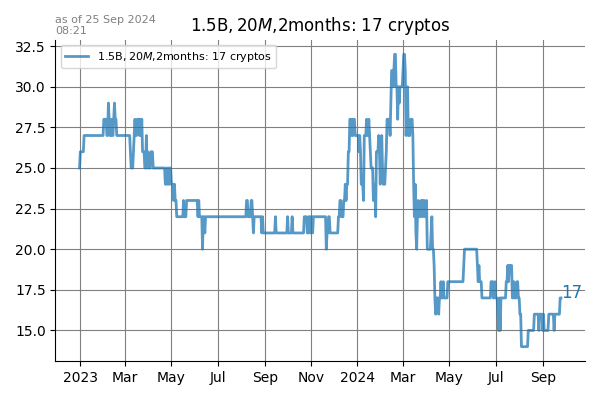 as of 25 Sep 2024
08:21
1.5B, 20M,2months: 17 cryptos
1.5B, 20M,2months: 17 cryptos
32.5
30.0
27.5
25.0
22.5
20.0
17.5
15.0
17
2023 Mar May Jul Sep Nov 2024 Mar May Jul Sep